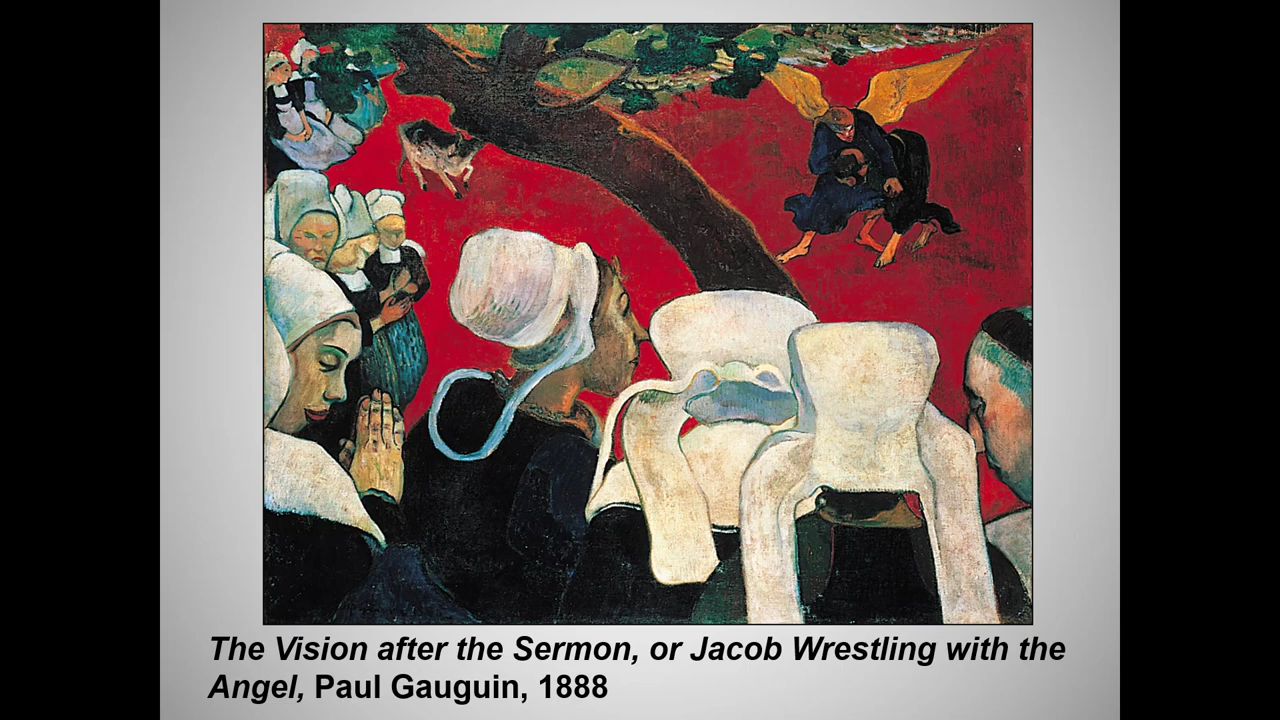 The Vision after the Sermon, or Jacob Wrestling with the
Angel, Paul Gauguin, 1888